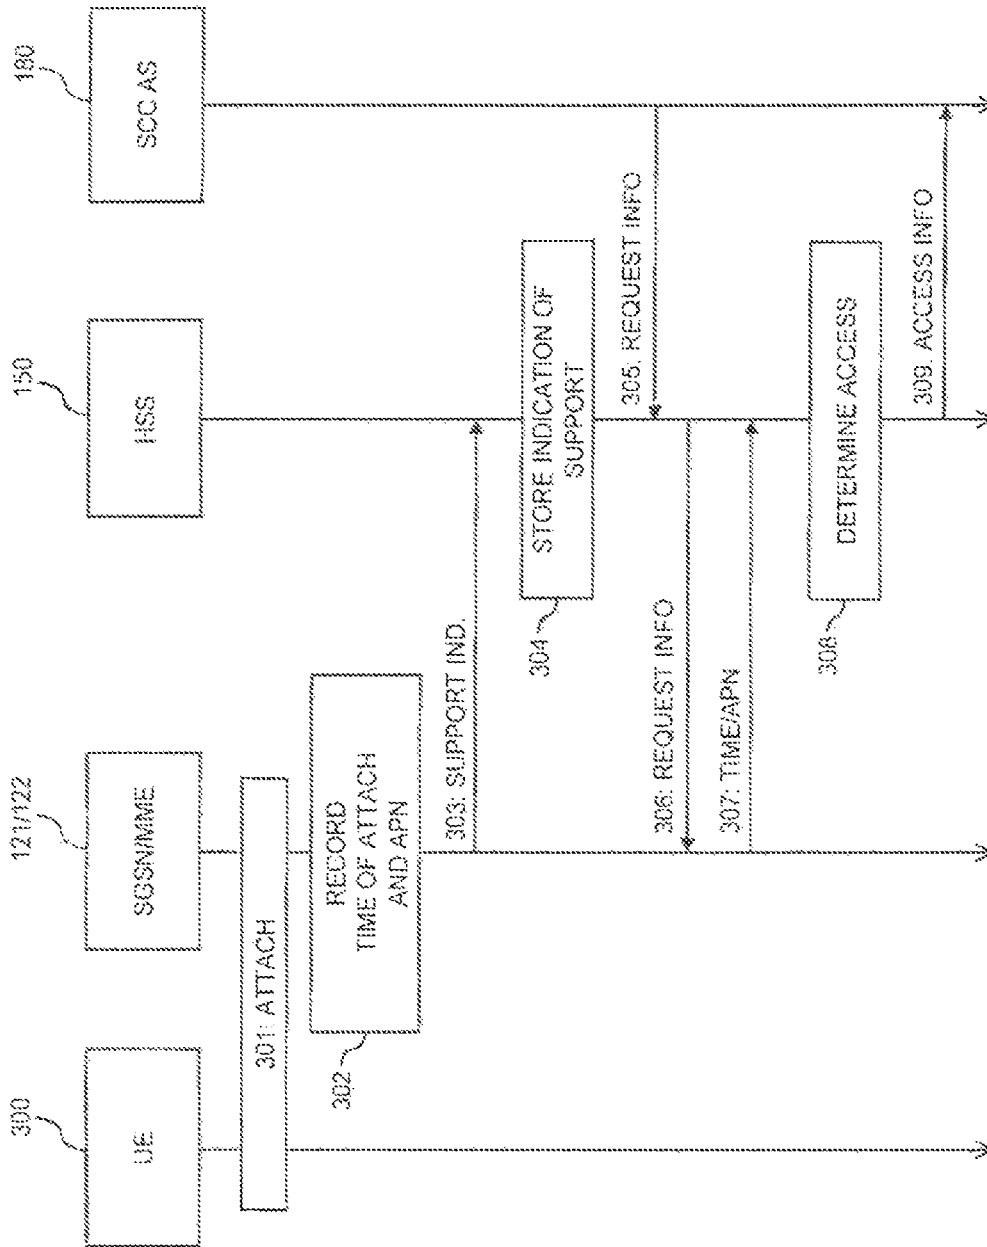 300
UE
121/122
SGSN/MME
150
HSS
180
SCC AS
301: ATTACH
302
RECORD
TIME OF ATTACH
AND APN
303: SUPPORT IND.
304
STORE INDICATION OF
SUPPORT
305: REQUEST INFO
306: REQUEST INFO
307: TIME/APN
308
DETERMINE ACCESS
309: ACCESS INFO